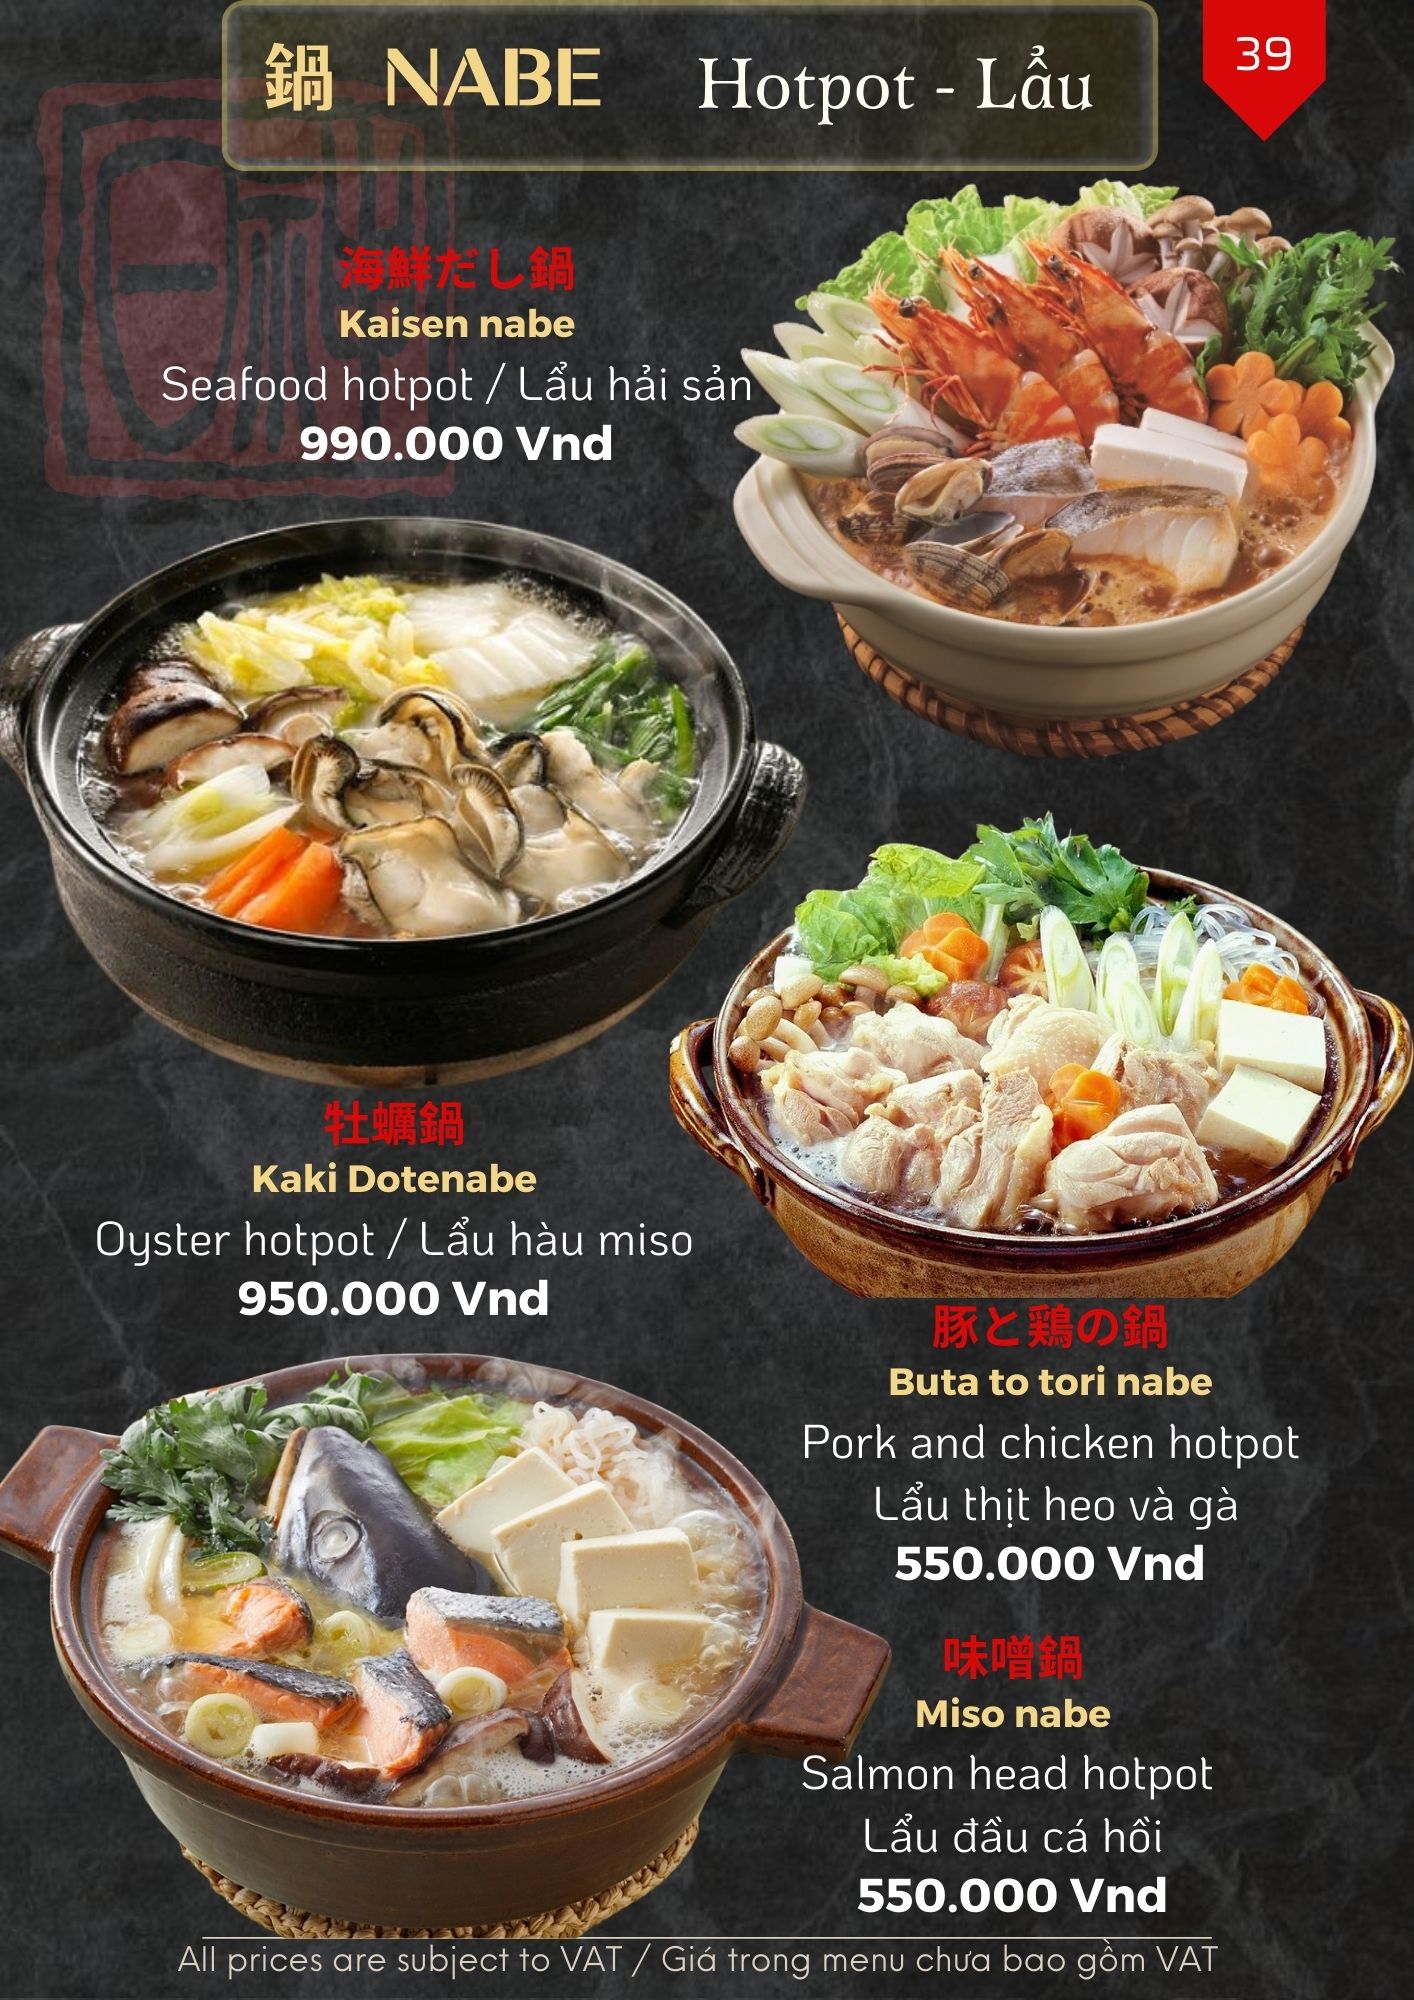 鍋 NABE Hotpot - Lẩu
39
海鮮だし鍋
Kaisen nabe
Seafood hotpot / Lẩu hải sản
990.000 Vnd
牡蠣鍋
Kaki Dotenabe
Oyster hotpot / Lẩu hàu miso
950.000 Vnd
豚と鶏の鍋
Buta to tori nabe
Pork and chicken hotpot
Lẩu thịt heo và gà
550.000 Vnd
味噌鍋
Miso nabe
Salmon head hotpot
Lẩu đầu cá hồi
550.000 Vnd
All prices are subject to VAT / Giá trong menu chưa bao gồm VAT